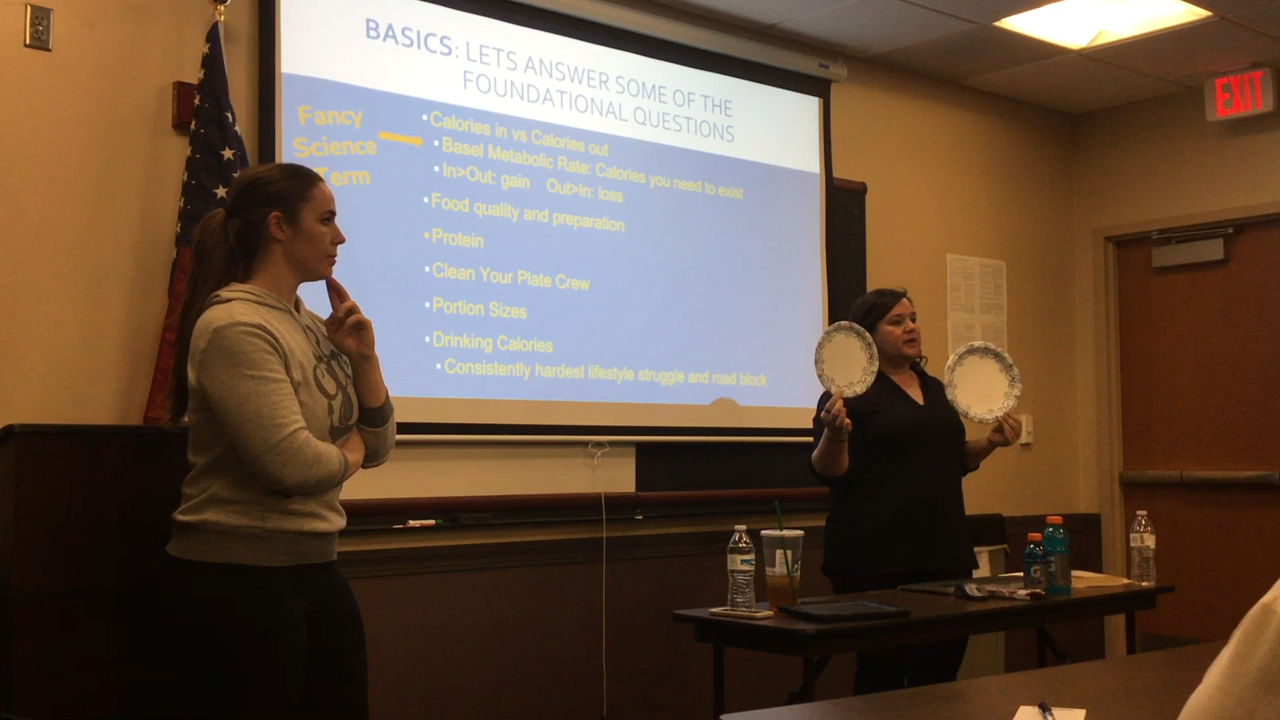 BASICS: LETS ANSWER SOME OF THE
FOUNDATIONAL QUESTIONS
Fancy
Science
Term
▪Calories in vs Calories out
▪Basel Metabolic Rate: Calories you need to exist
▪In>Out: gain Out>In: loss
▪Food quality and preparation
▪Protein
▪Clean Your Plate Crew
▪Portion Sizes
▪Drinking Calories
▪Consistently hardest lifestyle struggle and road block
EXIT
G